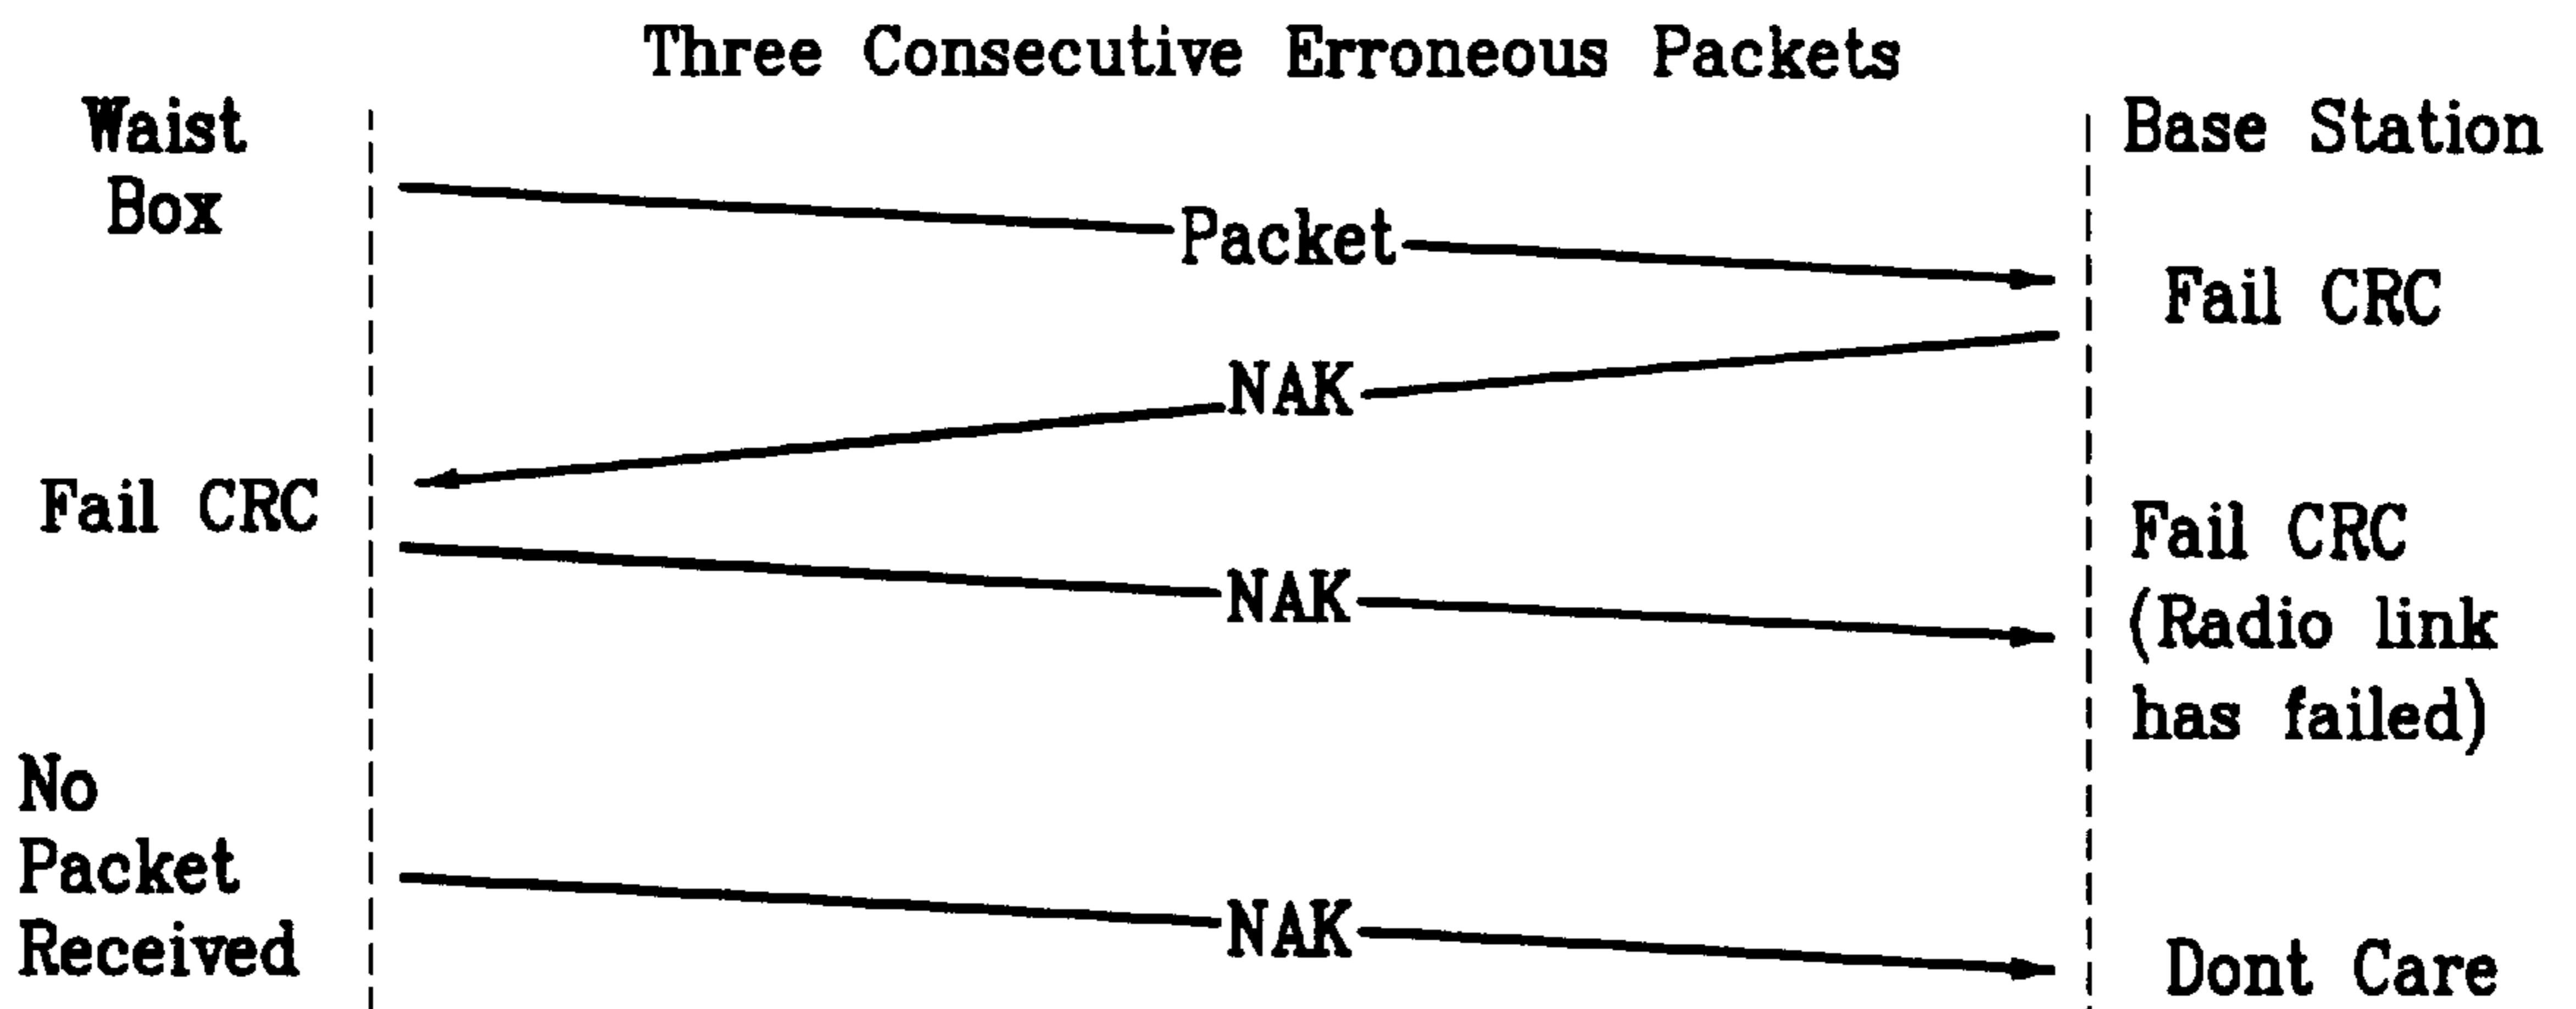 Three Consecutive Erroneous Packets
Waist
Box
Base Station
Packet
Fail CRC
NAK
Fail CRC
NAK
Fail CRC
(Radio link
has failed)
No
Packet
Received
NAK
Dont Care